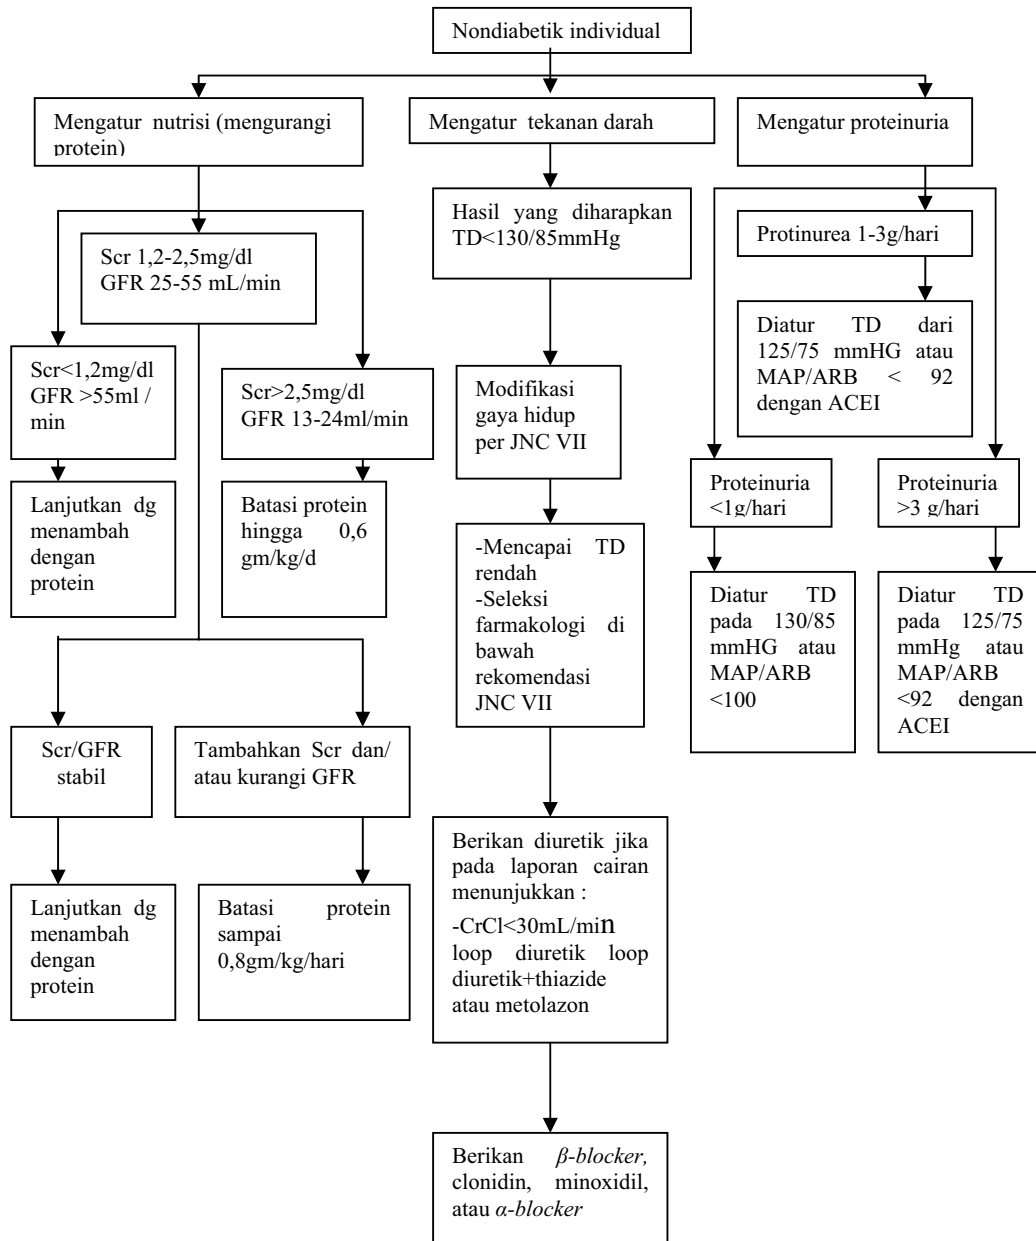 Nondiabetik individual
Mengatur nutrisi (mengurangi
protein)
Mengatur tekanan darah
Mengatur proteinuria
Scr 1,2-2,5mg/dl
GFR 25-55 mL/min
Hasil yang diharapkan
TD<130/85mmHg
Protinurea 1-3g/hari
Scr<1,2mg/dl
GFR >55ml /
min
Scr>2,5mg/dl
GFR 13-24ml/min
Modifikasi
gaya hidup
per JNC VII
Diatur TD dari
125/75 mmHG atau
MAP/ARB < 92
dengan ACEI
Lanjutkan dg
menambah
dengan
protein
Batasi protein
hingga 0,6
gm/kg/d
-Mencapai TD
rendah
-Seleksi
farmakologi di
bawah
rekomendasi
JNC VII
Proteinuria
<1g/hari
Proteinuria
>3 g/hari
Diatur TD
pada 130/85
mmHG atau
MAP/ARB
<100
Diatur TD
pada 125/75
mmHg atau
MAP/ARB
<92 dengan
ACEI
Scr/GFR
stabil
Tambahkan Scr dan/
atau kurangi GFR
Lanjutkan dg
menambah
dengan
protein
Batasi protein
sampai
0,8gm/kg/hari
Berikan diuretik jika
pada laporan cairan
menunjukkan :
-CrCl<30mL/min
loop diuretik loop
diuretik+thiazide
atau metolazon
Berikan β-blocker,
clonidin, minoxidil,
atau α-blocker